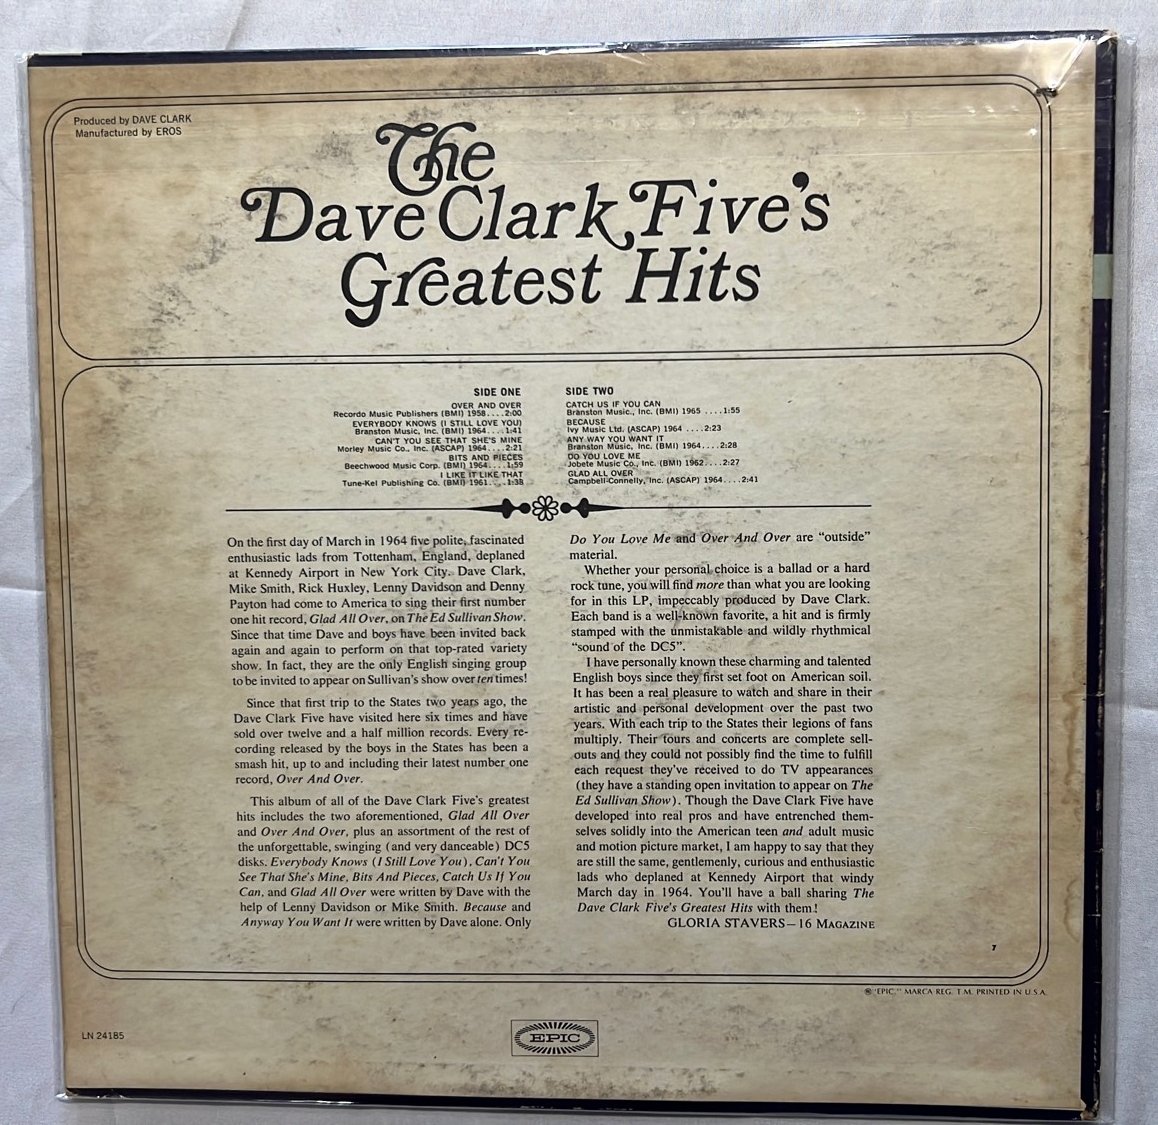 Produced by DAVE CLARK
Manufactured by EROS
The
Dave Clark Five's
Greatest Hits
SIDE ONE
OVER AND OVER
Recordo Music Publishers (BMI) 1958....2:00
EVERYBODY KNOWS (I STILL LOVE YOU)
Branston Music, Inc. (BMI) 1964....1:41
CAN'T YOU SEE THAT SHE'S MINE
Morley Music Co., Inc. (ASCAP) 1964....2:21
BITS AND PIECES
Beechwood Music Corp. (BMI) 1964....1:59
I LIKE IT LIKE THAT
Tune-Kel Publishing Co. (BMI) 1961....1:38
SIDE TWO
CATCH US IF YOU CAN
Branston Music., Inc. (BMI) 1965 ....1:55
BECAUSE
Ivy Music Ltd. (ASCAP) 1964 ....2:23
ANY WAY YOU WANT IT
Branston Music, Inc. (BMI) 1964....2:28
DO YOU LOVE ME
Jobete Music Co., Inc. (BMI) 1962....2:27
GLAD ALL OVER
Campbell-Connelly, Inc. (ASCAP) 1964....2:41
On the first day of March in 1964 five polite, fascinated
enthusiastic lads from Tottenham, England, deplaned
at Kennedy Airport in New York City. Dave Clark,
Mike Smith, Rick Huxley, Lenny Davidson and Denny
Payton had come to America to sing their first number
one hit record, Glad All Over, on The Ed Sullivan Show.
Since that time Dave and boys have been invited back
again and again to perform on that top-rated variety
show. In fact, they are the only English singing group
to be invited to appear on Sullivan's show over ten times!
Since that first trip to the States two years ago, the
Dave Clark Five have visited here six times and have
sold over twelve and a half million records. Every re-
cording released by the boys in the States has been a
smash hit, up to and including their latest number one
record, Over And Over.
This album of all of the Dave Clark Five's greatest
hits includes the two aforementioned, Glad All Over
and Over And Over, plus an assortment of the rest of
the unforgettable, swinging (and very danceable) DC5
disks. Everybody Knows (I Still Love You), Can't You
See That She's Mine, Bits And Pieces, Catch Us If You
Can, and Glad All Over were written by Dave with the
help of Lenny Davidson or Mike Smith. Because and
Anyway You Want It were written by Dave alone. Only
Do You Love Me and Over And Over are "outside"
material.
Whether your personal choice is a ballad or a hard
rock tune, you will find more than what you are looking
for in this LP, impeccably produced by Dave Clark.
Each band is a well-known favorite, a hit and is firmly
stamped with the unmistakable and wildly rhythmical
"sound of the DC5".
I have personally known these charming and talented
English boys since they first set foot on American soil.
It has been a real pleasure to watch and share in their
artistic and personal development over the past two
years. With each trip to the States their legions of fans
multiply. Their tours and concerts are complete sell-
outs and they could not possibly find the time to fulfill
each request they've received to do TV appearances
(they have a standing open invitation to appear on The
Ed Sullivan Show). Though the Dave Clark Five have
developed into real pros and have entrenched them-
selves solidly into the American teen and adult music
and motion picture market, I am happy to say that they
are still the same, gentlemenly, curious and enthusiastic
lads who deplaned at Kennedy Airport that windy
March day in 1964. You'll have a ball sharing The
Dave Clark Five's Greatest Hits with them!
GLORIA STAVERS—16 MAGAZINE
7
® "EPIC," MARCA REG. T.M. PRINTED IN U.S.A.
LN 24185
EPIC